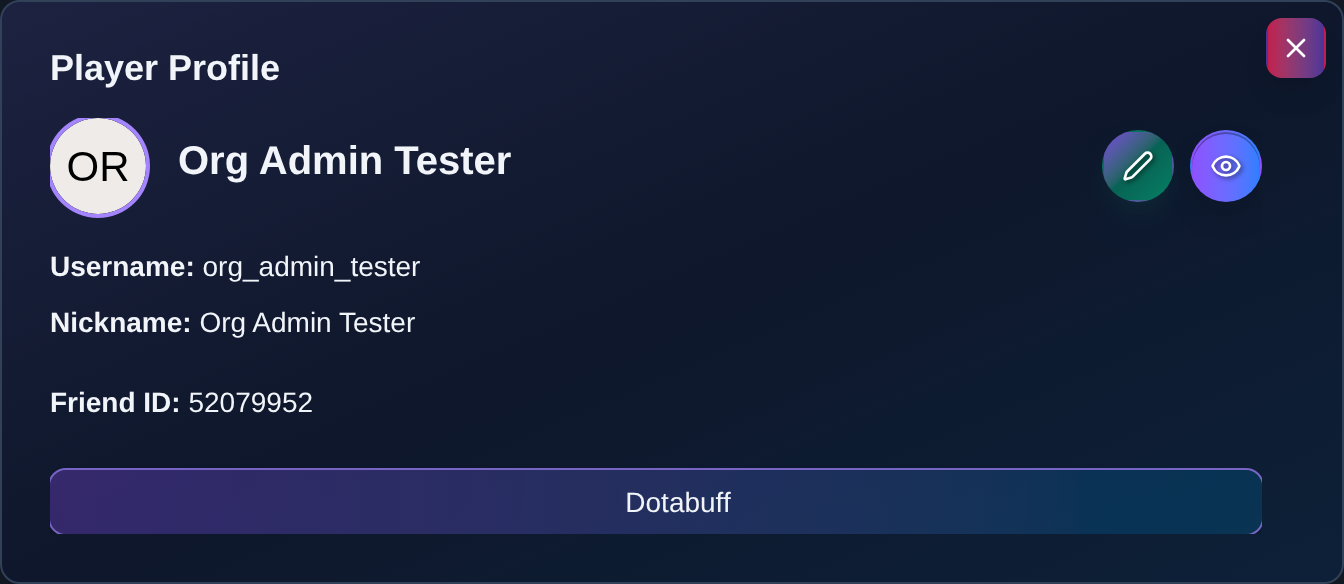 Player Profile
OR
Org Admin Tester
Username: org_admin_tester
Nickname: Org Admin Tester
Friend ID: 52079952
Dotabuff